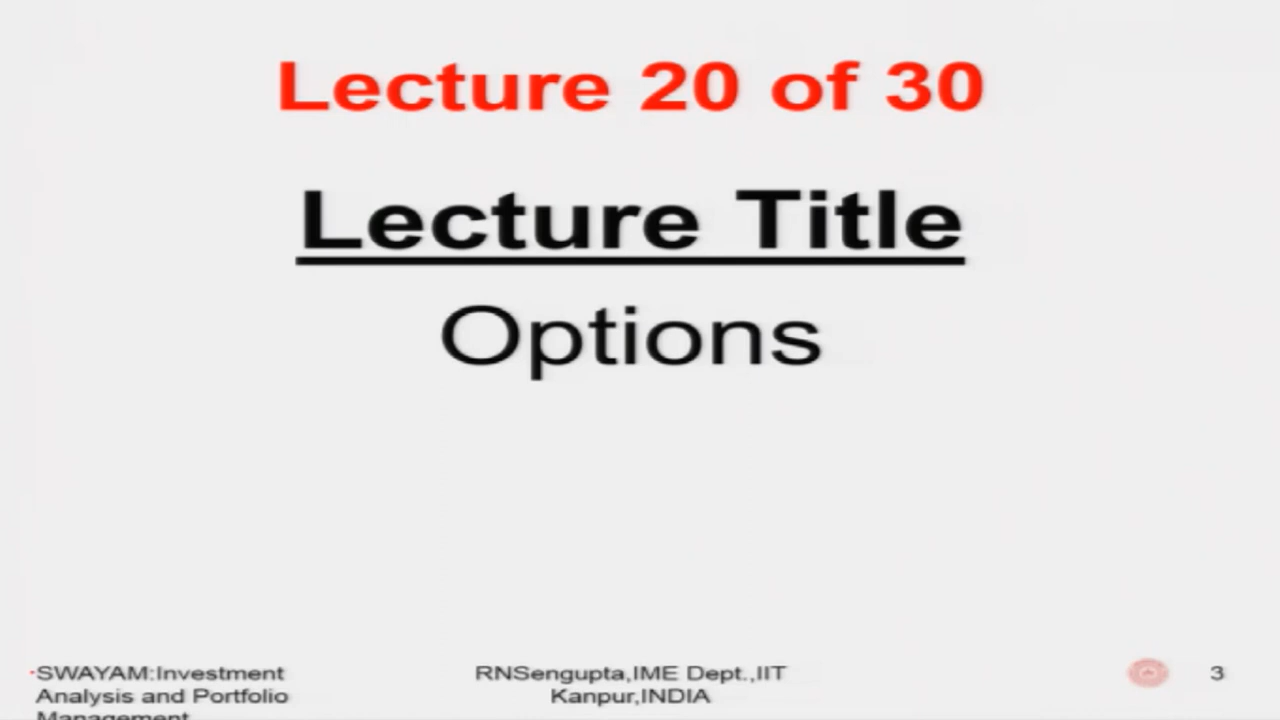 Lecture 20 of 30
Lecture Title
Options
SWAYAM:Investment
Analysis and Portfolio
Management
RNSengupta,IME Dept.,IIT
Kanpur,INDIA
3